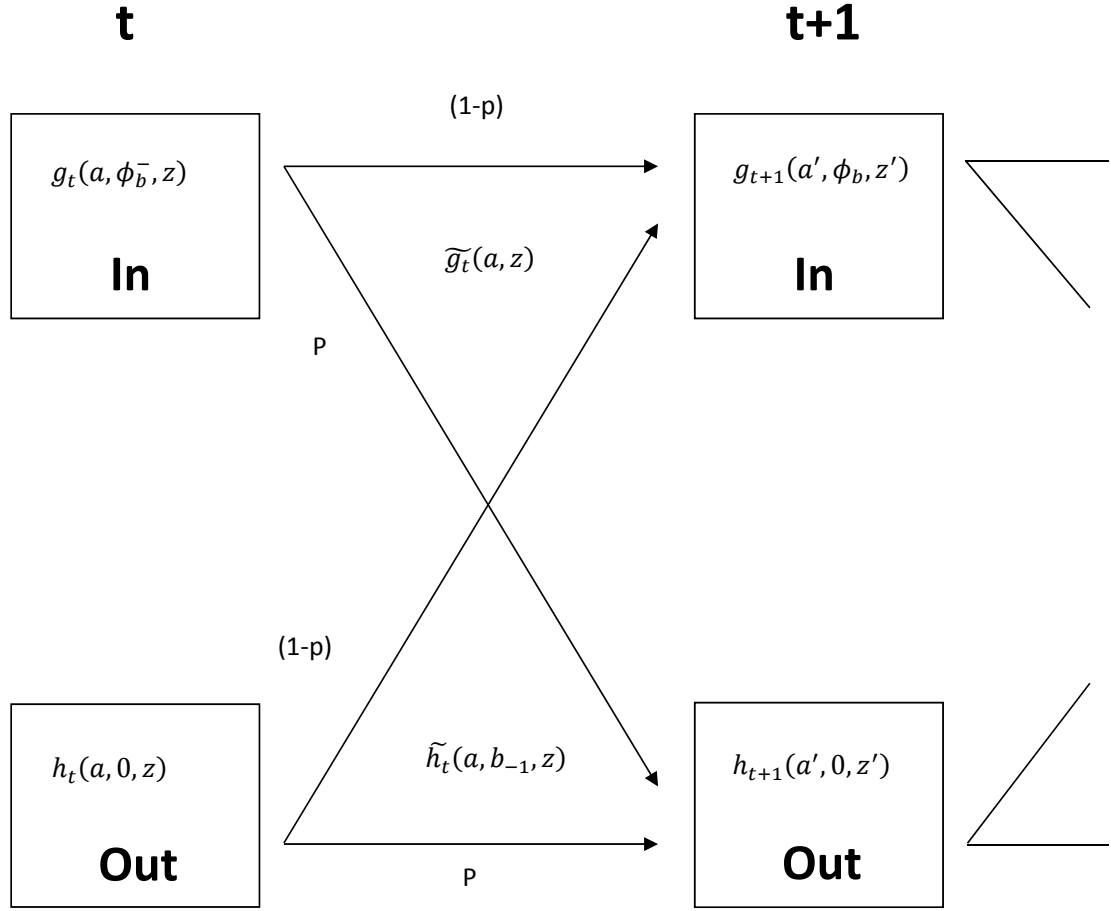 t
t+1
(1-p)
g_t(a, ϕ_b^-, z)
g_{t+1}(a′, ϕ_b, z′)
In
g̃_t(a, z)
In
P
(1-p)
h_t(a, 0, z)
h̃_t(a, b_{−1}, z)
h_{t+1}(a′, 0, z′)
Out
P
Out